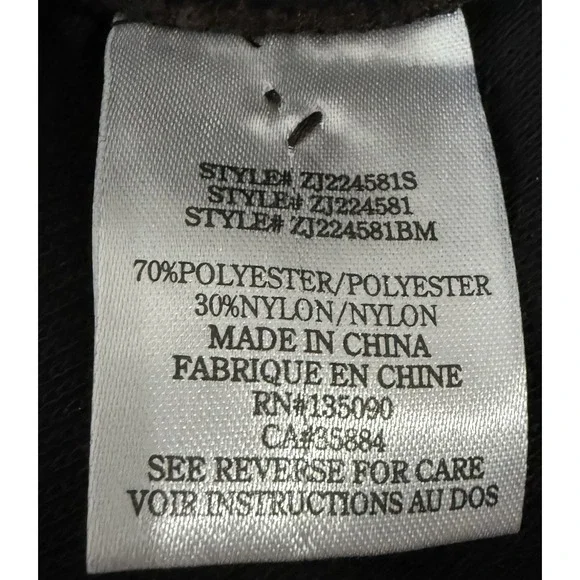 STYLE# ZJ224581S
STYLE# ZJ224581
STYLE# ZJ224581BM
70%POLYESTER/POLYESTER
30%NYLON/NYLON
MADE IN CHINA
FABRIQUE EN CHINE
RN#135090
CA#35884
SEE REVERSE FOR CARE
VOIR INSTRUCTIONS AU DOS